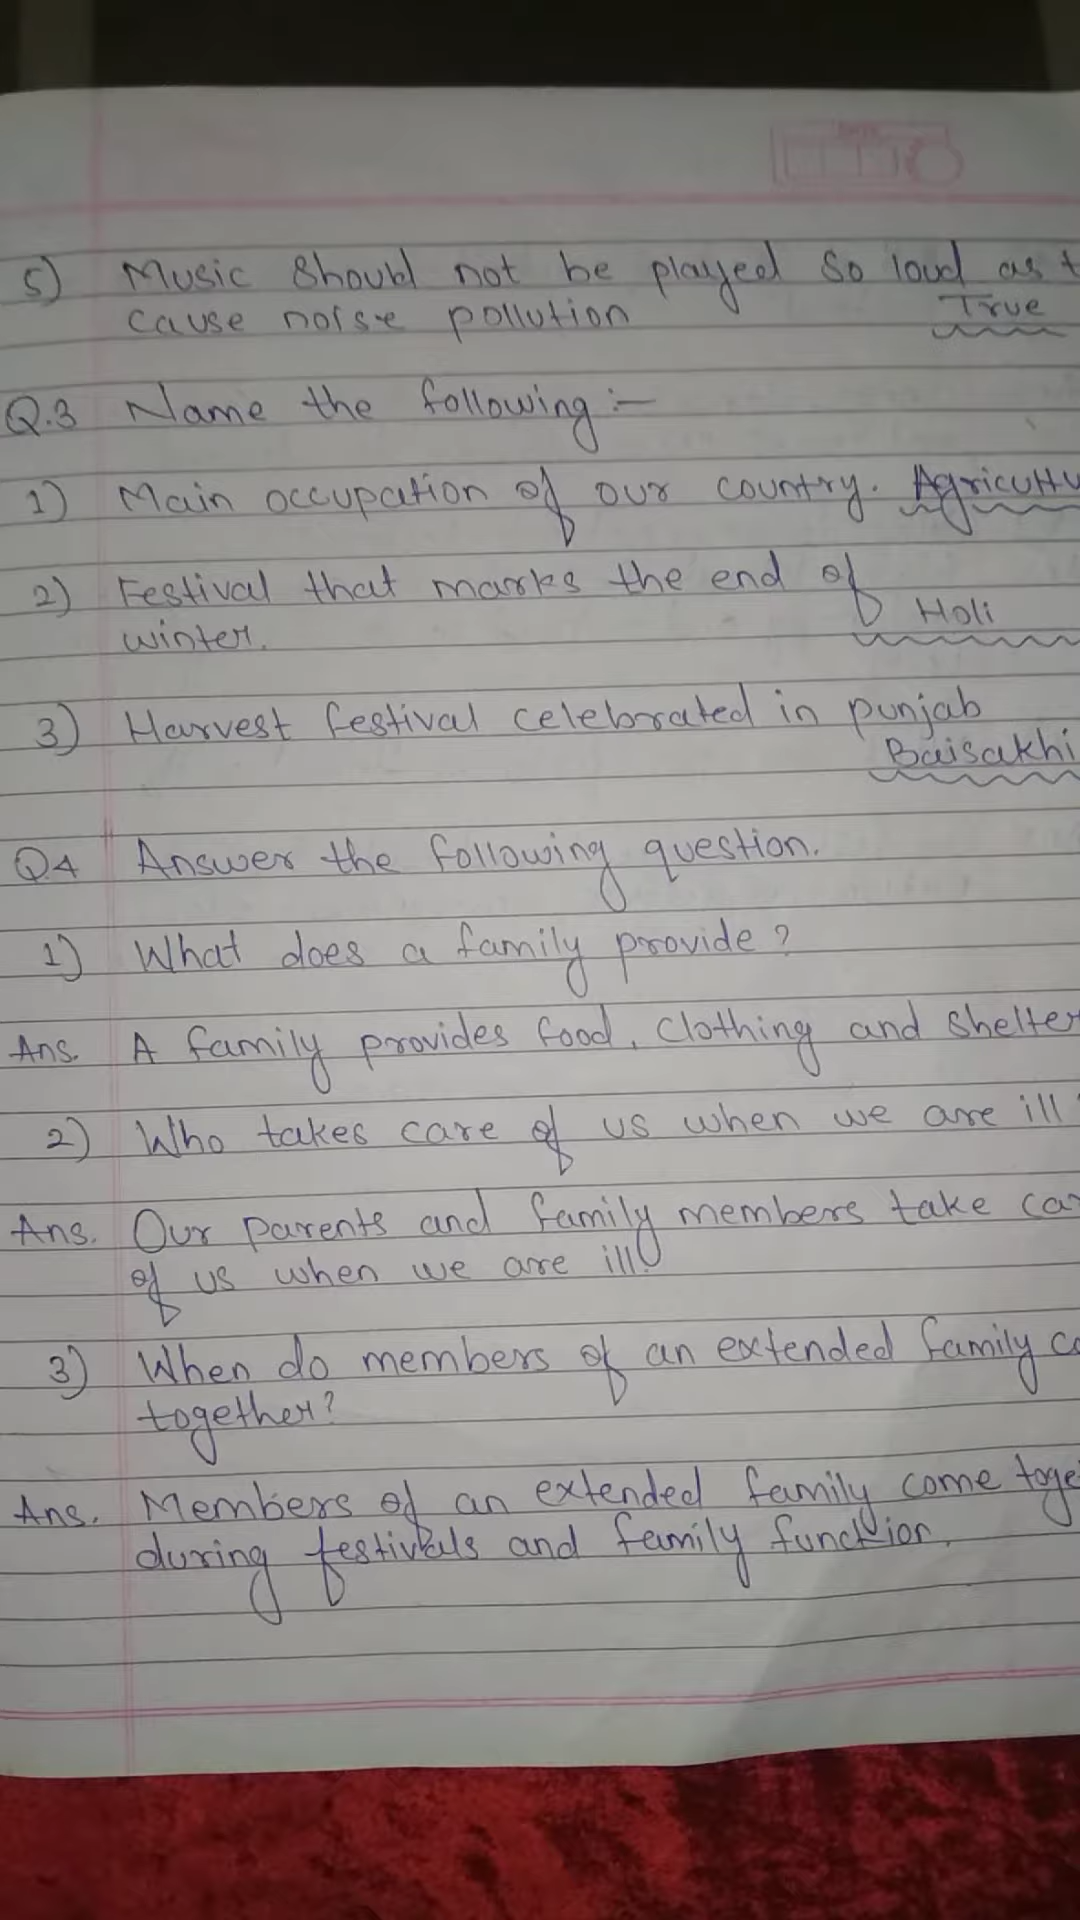 5) Music should not be played so loud as t
cause noise pollution True
Q.3 Name the following :-
1) Main occupation of our country. Agricultu
2) Festival that marks the end of
winter. Holi
3) Harvest festival celebrated in punjab
Baisakhi
Q4 Answer the following question.
1) What does a family provide?
Ans. A family provides food, clothing and shelter
2) Who takes care of us when we are ill
Ans. Our parents and family members take ca
of us when we are ill.
3) When do members of an extended family co
together?
Ans. Members of an extended family come toge
during festivals and family function.